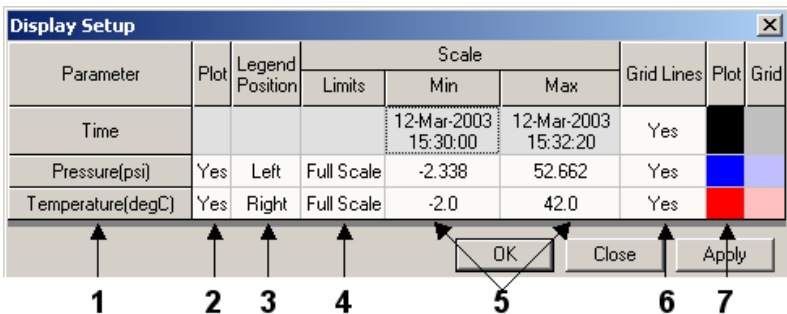 Display Setup
Parameter Plot Legend Position Scale Grid Lines Plot Grid
Limits Min Max
Time 12-Mar-2003 15:30:00 12-Mar-2003 15:32:20 Yes
Pressure(psi) Yes Left Full Scale -2.338 52.662 Yes
Temperature(degC) Yes Right Full Scale -2.0 42.0 Yes
OK Close Apply
1 2 3 4 5 6 7